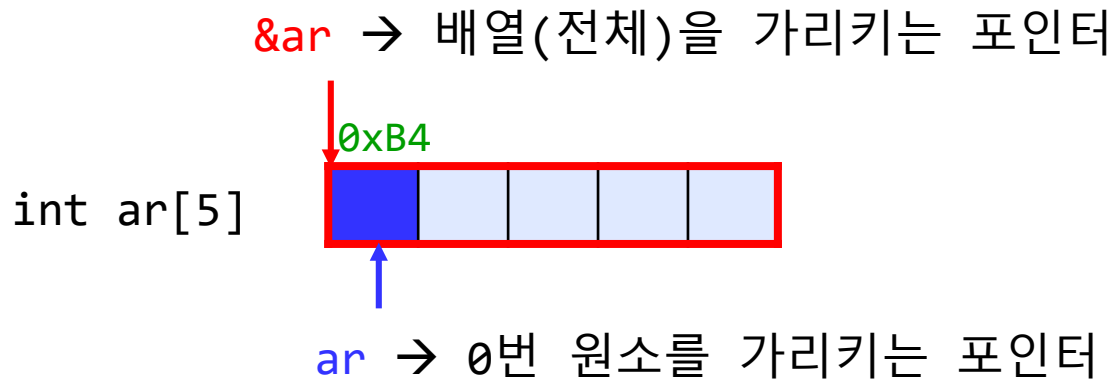 &ar → 배열(전체)을 가리키는 포인터
0xB4
int ar[5]
ar → 0번 원소를 가리키는 포인터